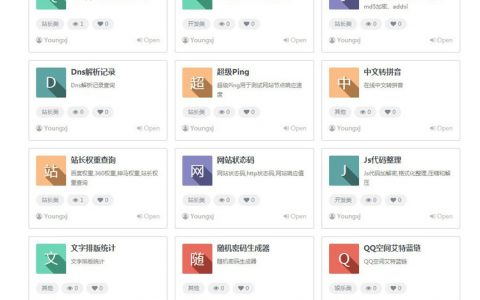 站长类 1 0
Youngxj Open
开发类 0 0
Youngxj Open
md5加密、addsl
站长类 0 0
Youngxj Open
D
Dns解析记录
Dns解析记录查询
站长类 0 0
Youngxj Open
超
超级Ping
超级Ping用于测试网站节点响应速
度
站长类 0 0
Youngxj Open
中
中文转拼音
在线中文转拼音
其他 0 0
Youngxj Open
站
站长权重查询
百度权重,360权重,神马权重,站长权
重查询
站长类 1 0
Youngxj Open
网
网站状态码
网站状态码,http状态码,网站响应值
站长类 0 0
Youngxj Open
J
Js代码整理
Js代码加解密,格式化整理,压缩和解
压
开发类 0 0
Youngxj Open
文
文字排版统计
文字排版统计
其他 0 0
随
随机密码生成器
随机密码生成器
其他 0 0
Q
QQ空间艾特蓝链
QQ空间艾特蓝链
娱乐类 0 0